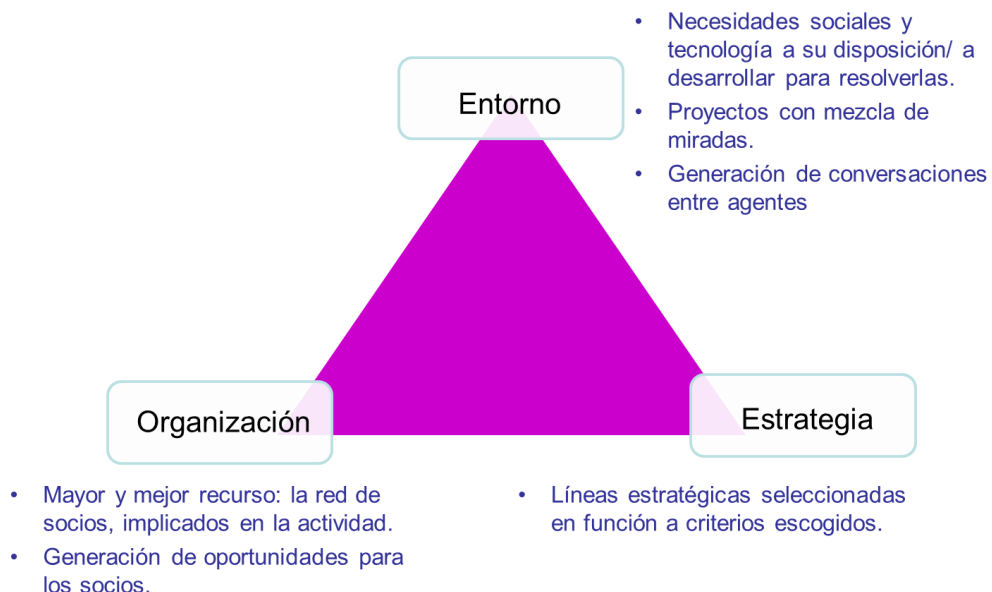 • Necesidades sociales y
tecnología a su disposición/ a
desarrollar para resolverlas.
• Proyectos con mezcla de
miradas.
• Generación de conversaciones
entre agentes
Entorno
Organización
Estrategia
• Mayor y mejor recurso: la red de
socios, implicados en la actividad.
• Generación de oportunidades para
los socios.
• Líneas estratégicas seleccionadas
en función a criterios escogidos.